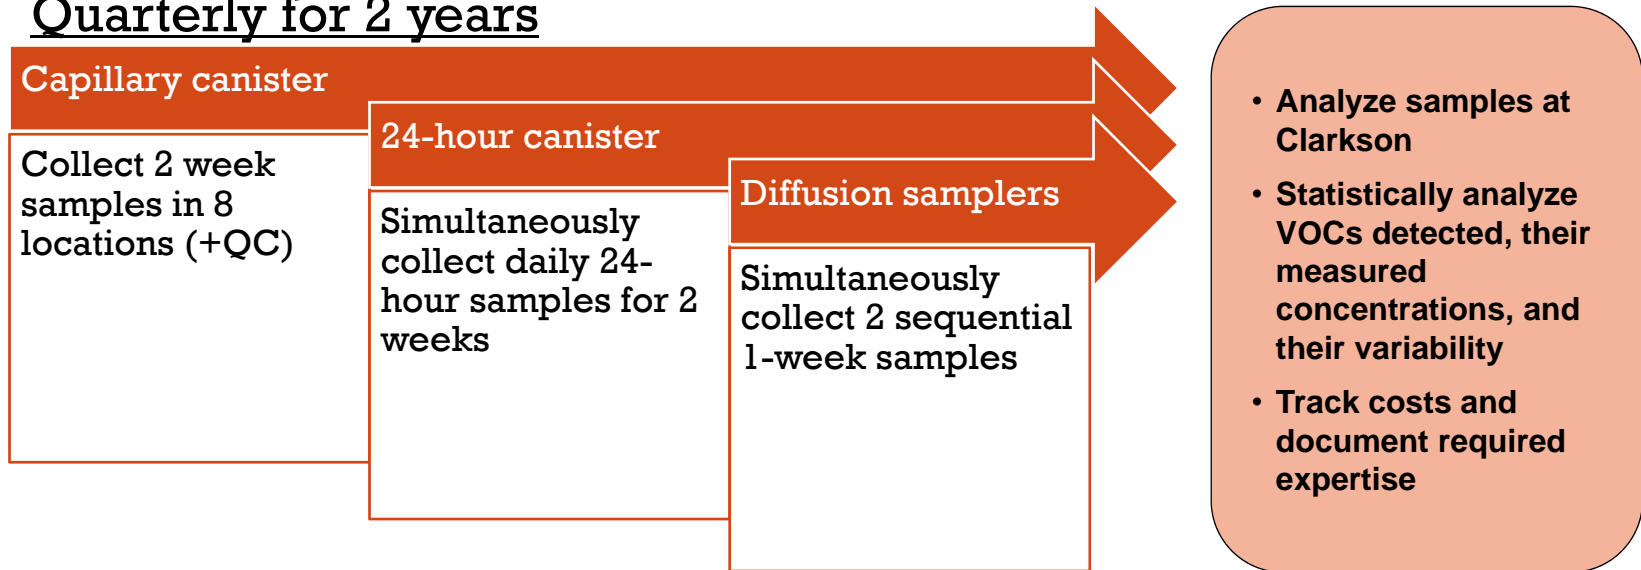 Quarterly for 2 years
Capillary canister
Collect 2 week
samples in 8
locations (+QC)
24-hour canister
Simultaneously
collect daily 24-
hour samples for 2
weeks
Diffusion samplers
Simultaneously
collect 2 sequential
1-week samples
• Analyze samples at
Clarkson
• Statistically analyze
VOCs detected, their
measured
concentrations, and
their variability
• Track costs and
document required
expertise